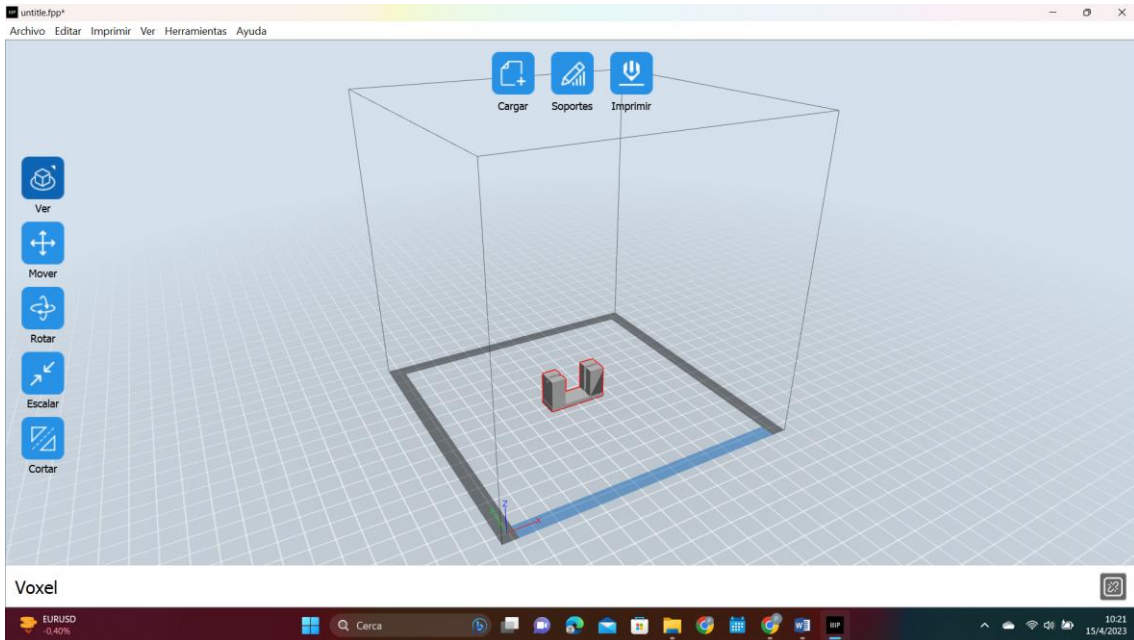 untitle.fpp*
Archivo Editar Imprimir Ver Herramientas Ayuda
Cargar Soportes Imprimir
Ver
Mover
Rotar
Escalar
Cortar
Z
X
Voxel
EURUSD
-0,40%
Cerca
10:21
15/4/2023